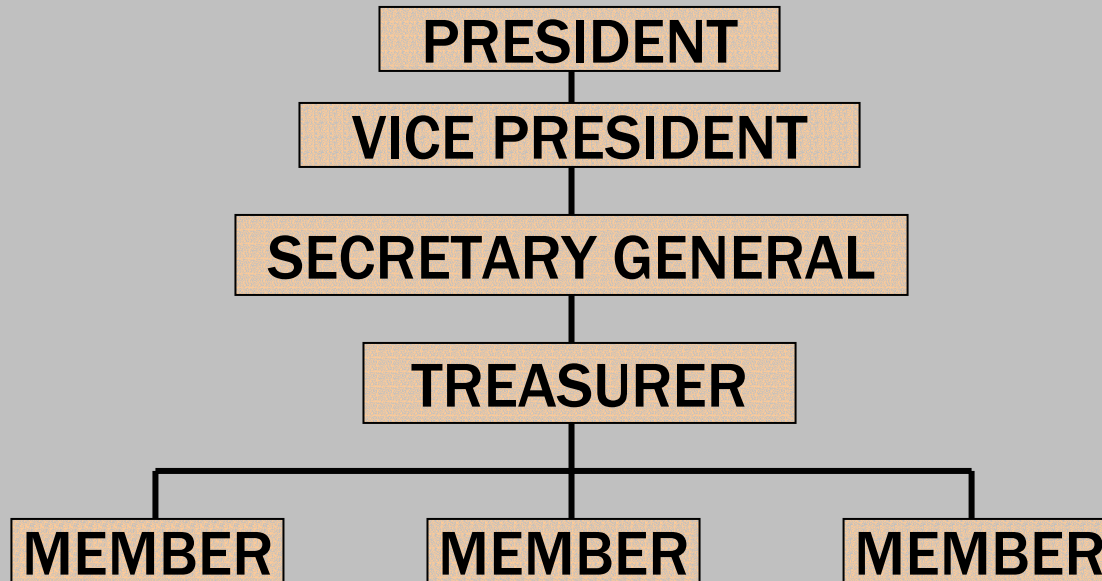 PRESIDENT
VICE PRESIDENT
SECRETARY GENERAL
TREASURER
MEMBER MEMBER MEMBER